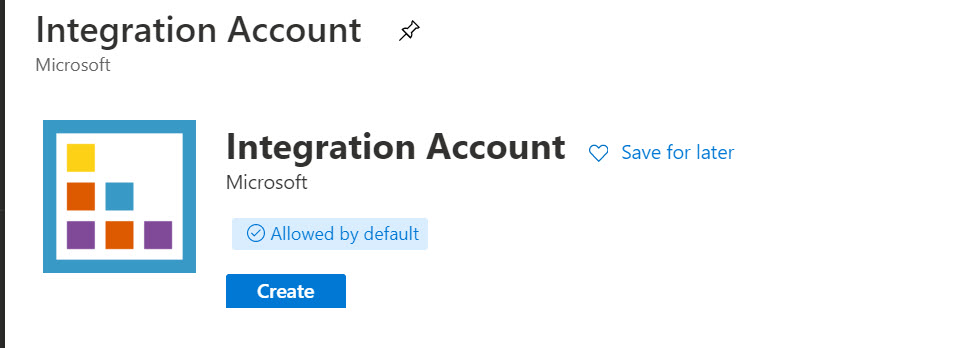 Integration Account
Microsoft
Integration Account
Save for later
Microsoft
Allowed by default
Create